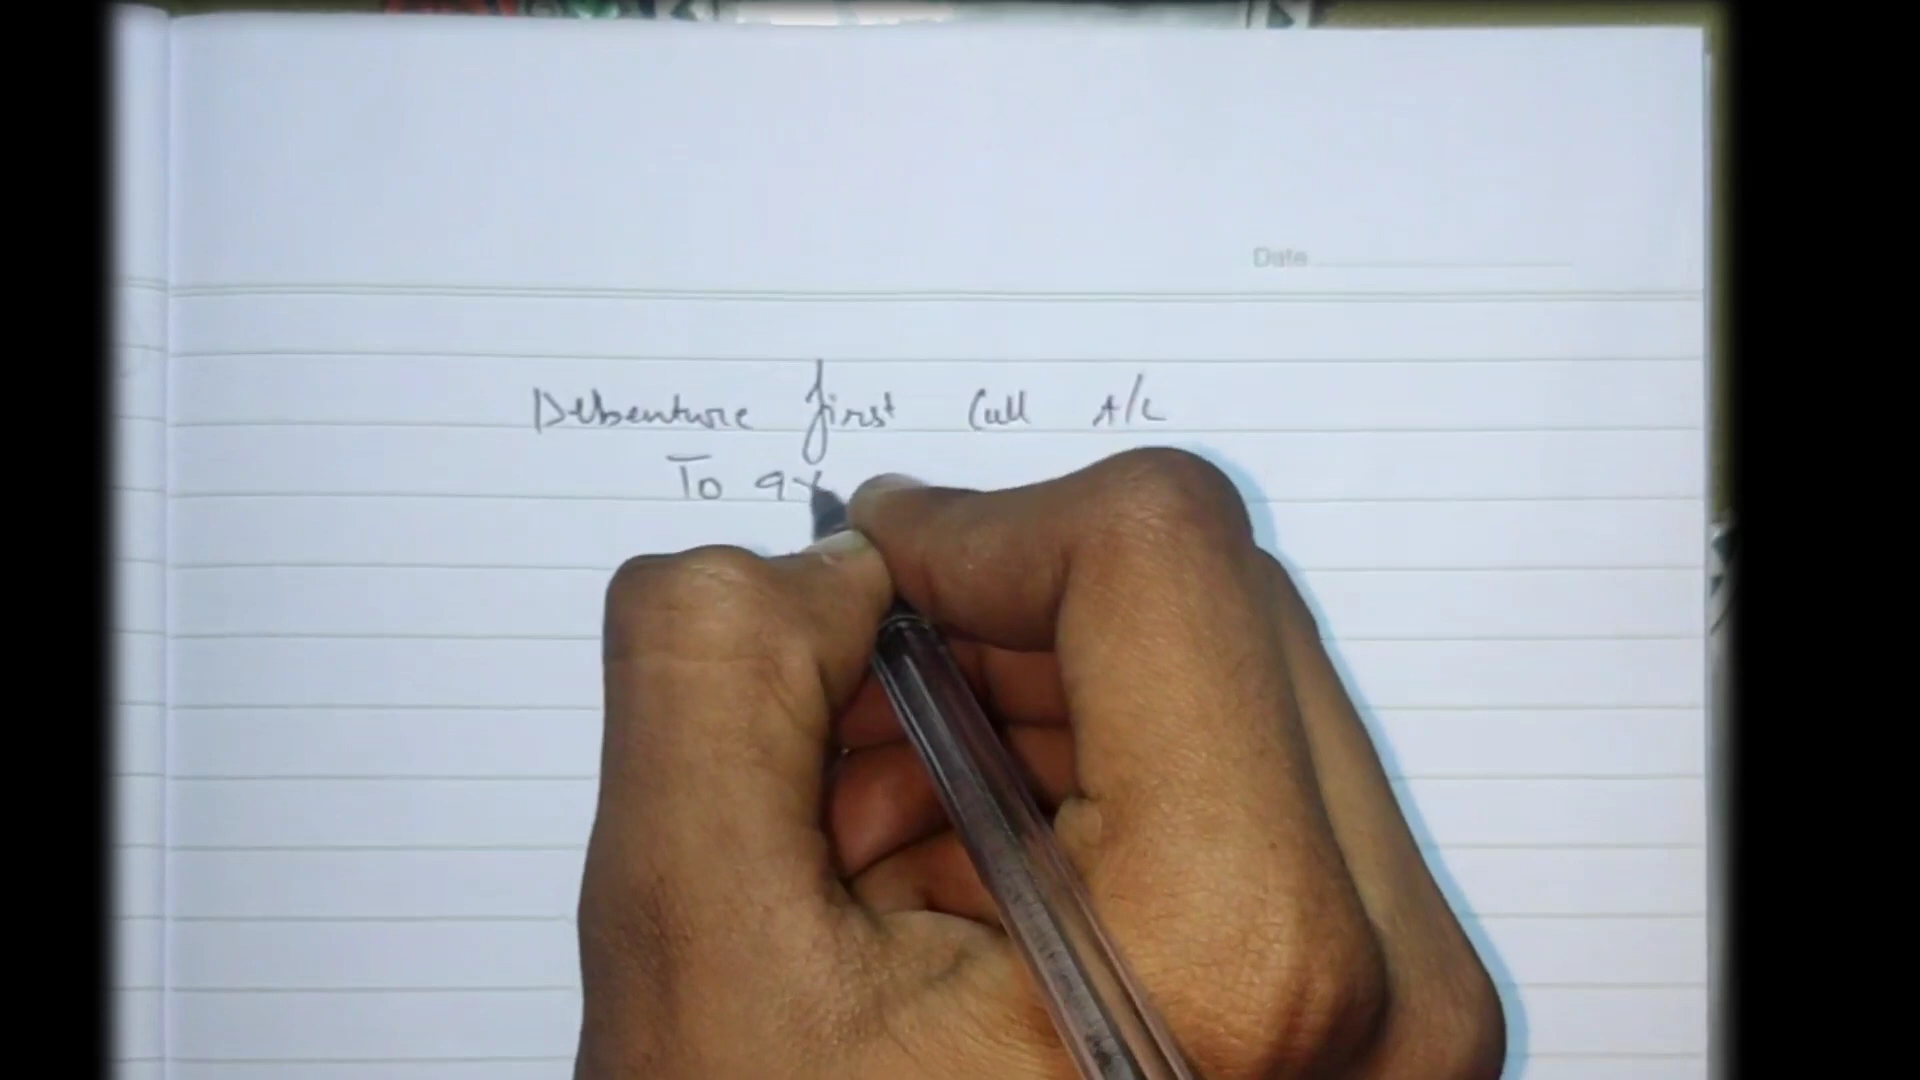 Date
Debenture first Call A/c
To 9%